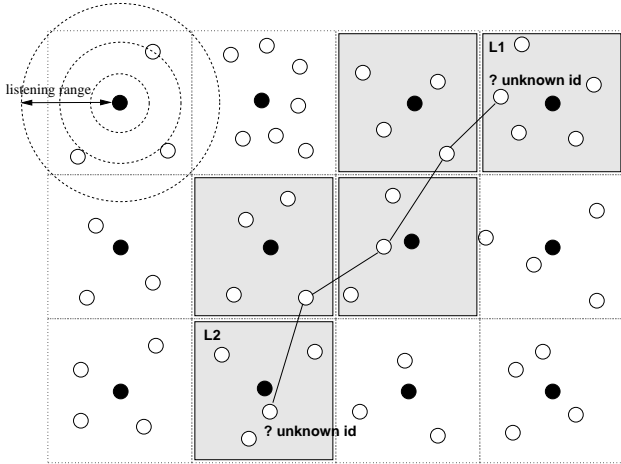 L1
? unknown id
listening range
L2
? unknown id